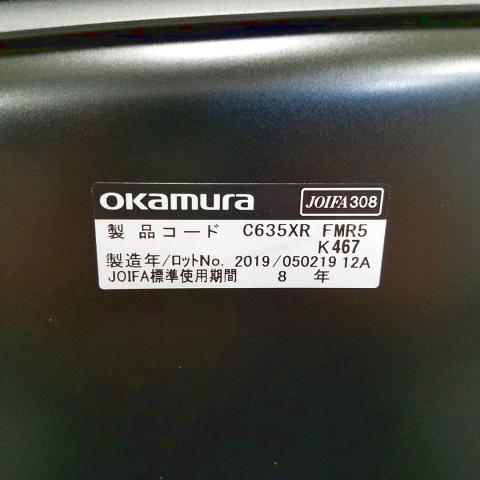 okamura
JOIFA308
製品コード C635XR FMR5
K467
製造年/ロットNo. 2019/050219 12A
JOIFA標準使用期間 8 年